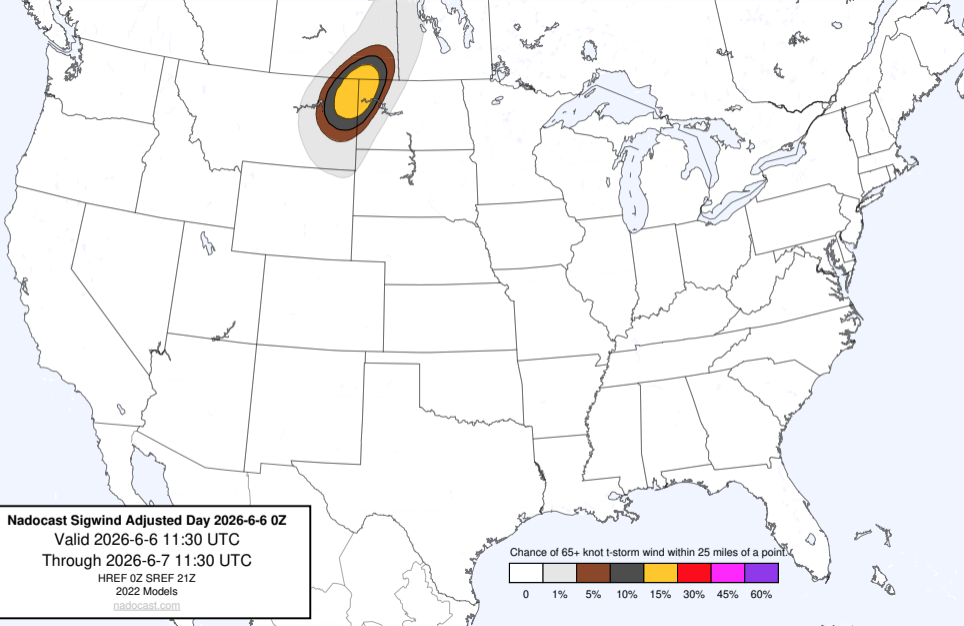 Nadocast Sigwind Adjusted Day 2026-6-6 0Z
Valid 2026-6-6 11:30 UTC
Through 2026-6-7 11:30 UTC
HREF 0Z SREF 21Z
2022 Models
nadocast.com
Chance of 65+ knot t-storm wind within 25 miles of a point.
0 1% 5% 10% 15% 30% 45% 60%